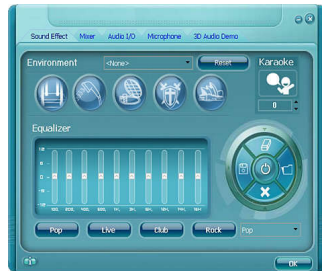 Sound Effect Mixer Audio I/O Microphone 3D Audio Demo
Environment <None> Reset Karaoke
0
Equalizer
Pop Live Club Rock Pop
OK